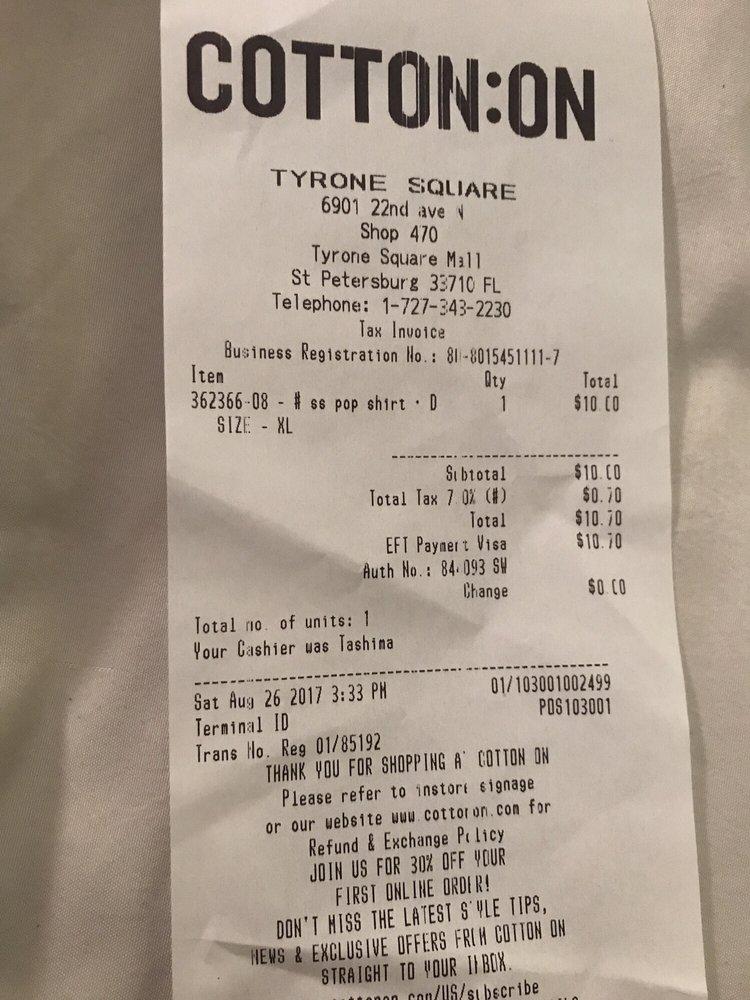 COTTON:ON
TYRONE SQUARE
6901 22nd ave N
Shop 470
Tyrone Square Mall
St Petersburg 33710 FL
Telephone: 1-727-343-2230
Tax Invoice
Business Registration No.: 80-8015451111-7
Item Qty Total
362366-08 - # ss pop shirt · D 1 $10.00
SIZE - XL
Subtotal $10.00
Total Tax 7.0% (#) $0.70
Total $10.70
EFT Payment Visa $10.70
Auth No.: SW
Change $0.00
Total no. of units: 1
Your Cashier was Tashima
Sat Aug 26 2017 3:33 PM 01/103001002499
Terminal ID POS103001
Trans No. Reg 01/85192
THANK YOU FOR SHOPPING AT COTTON ON
Please refer to instore signage
or our website www.cottonon.com for
Refund & Exchange Policy
JOIN US FOR 30% OFF YOUR
FIRST ONLINE ORDER!
DON'T MISS THE LATEST STYLE TIPS,
NEWS & EXCLUSIVE OFFERS FROM COTTON ON
STRAIGHT TO YOUR INBOX.
cottonon.com/US/subscribe